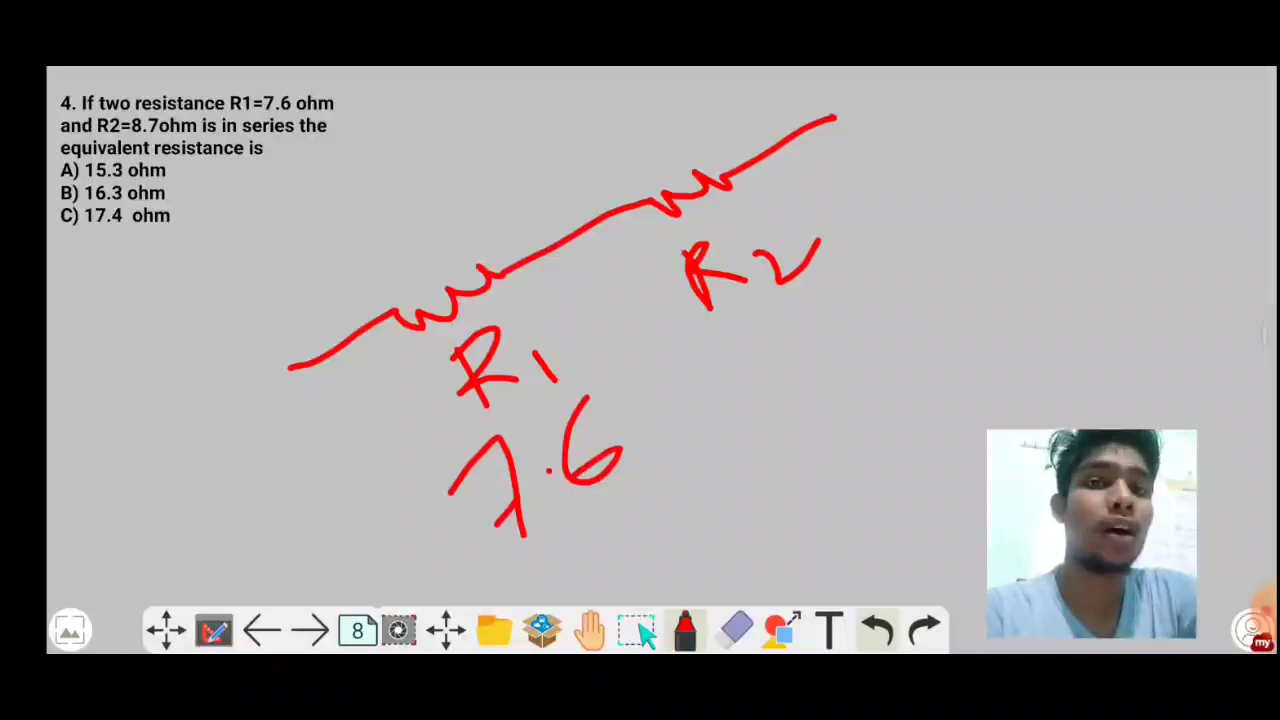 4. If two resistance R1=7.6 ohm
and R2=8.7ohm is in series the
equivalent resistance is
A) 15.3 ohm
B) 16.3 ohm
C) 17.4  ohm
R2
R1
7.6
8
T
my